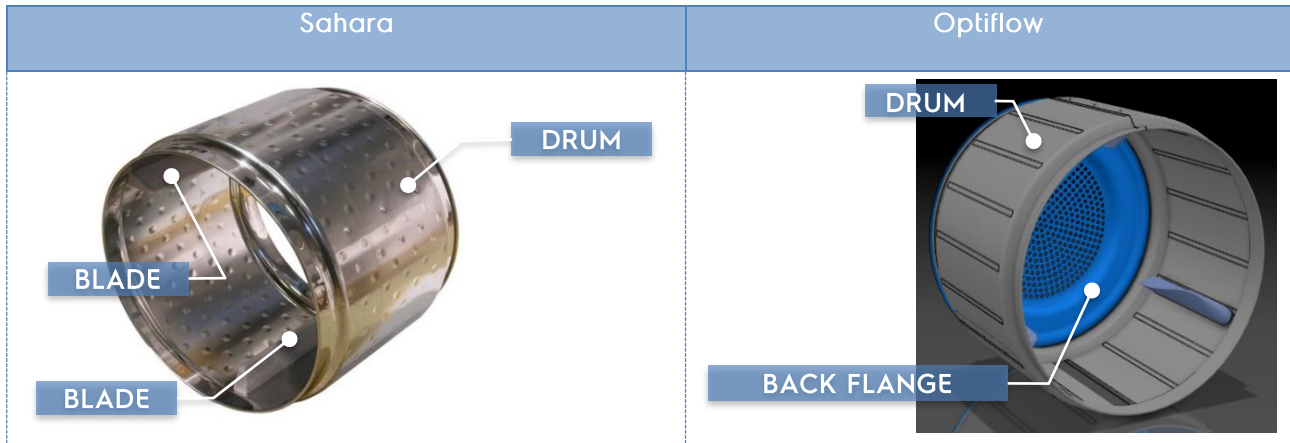 Sahara
Optiflow
DRUM
DRUM
BLADE
BLADE
BACK FLANGE